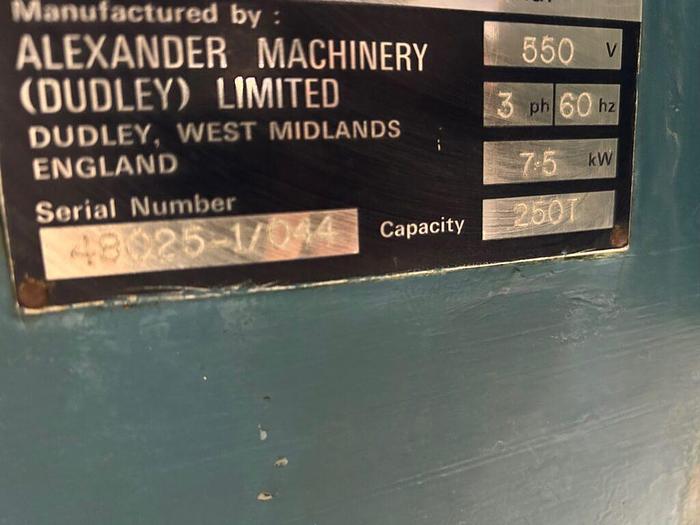 Manufactured by :
ALEXANDER MACHINERY
(DUDLEY) LIMITED
DUDLEY, WEST MIDLANDS
ENGLAND
Serial Number
48025-1/044
550 V
3 ph 60 hz
7.5 kW
Capacity 250T